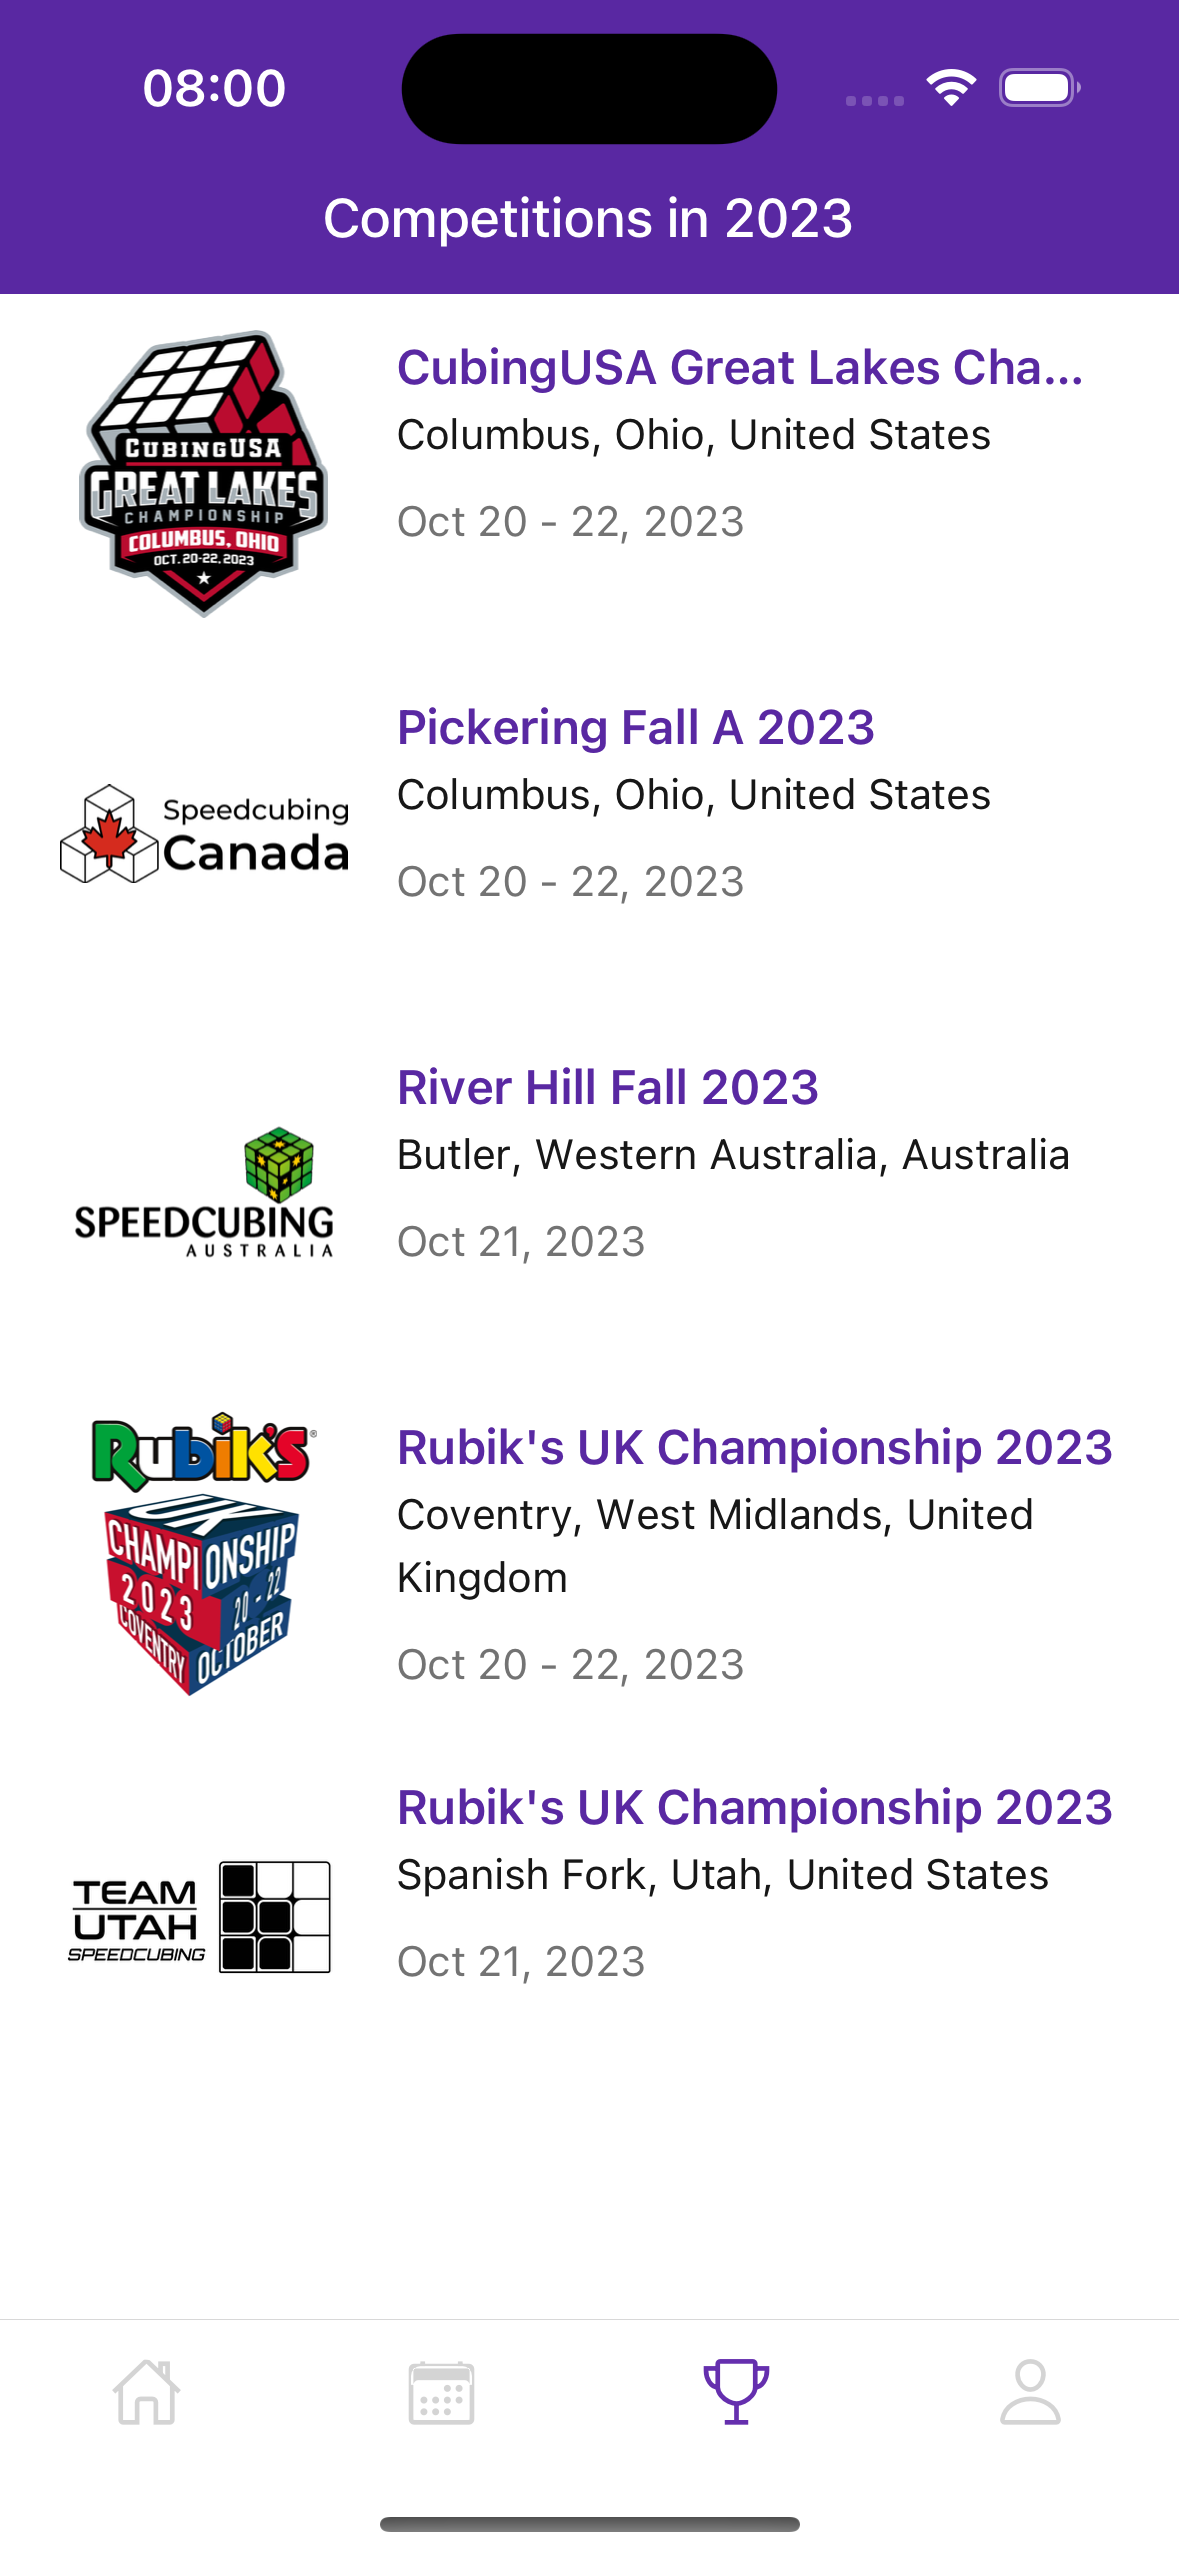 08:00
Competitions in 2023
CUBINGUSA
GREAT LAKES
CHAMPIONSHIP
COLUMBUS, OHIO
OCT. 20-22, 2023
CubingUSA Great Lakes Cha...
Columbus, Ohio, United States
Oct 20 - 22, 2023
Speedcubing
Canada
Pickering Fall A 2023
Columbus, Ohio, United States
Oct 20 - 22, 2023
SPEEDCUBING
AUSTRALIA
River Hill Fall 2023
Butler, Western Australia, Australia
Oct 21, 2023
Rubik's®
UK
CHAMPIONSHIP
2023
20 - 22
COVENTRY
OCTOBER
Rubik's UK Championship 2023
Coventry, West Midlands, United
Kingdom
Oct 20 - 22, 2023
TEAM
UTAH
SPEEDCUBING
Rubik's UK Championship 2023
Spanish Fork, Utah, United States
Oct 21, 2023